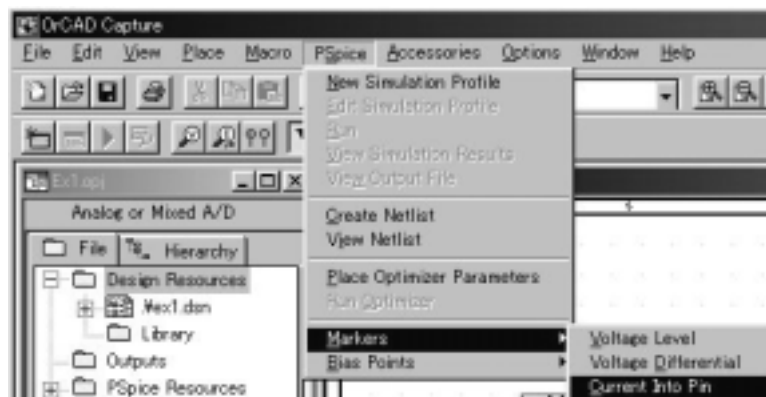 OrCAD Capture
File Edit View Place Macro PSpice Accessories Options Window Help
New Simulation Profile
Edit Simulation Profile
Run
View Simulation Results
View Output File
Create Netlist
View Netlist
Place Optimizer Parameters
Run Optimizer
Markers
Bias Points
Voltage Level
Voltage Differential
Current Into Pin
Ex1.opj
Analog or Mixed A/D
File Hierarchy
Design Resources
.\ex1.dsn
Library
Outputs
PSpice Resources